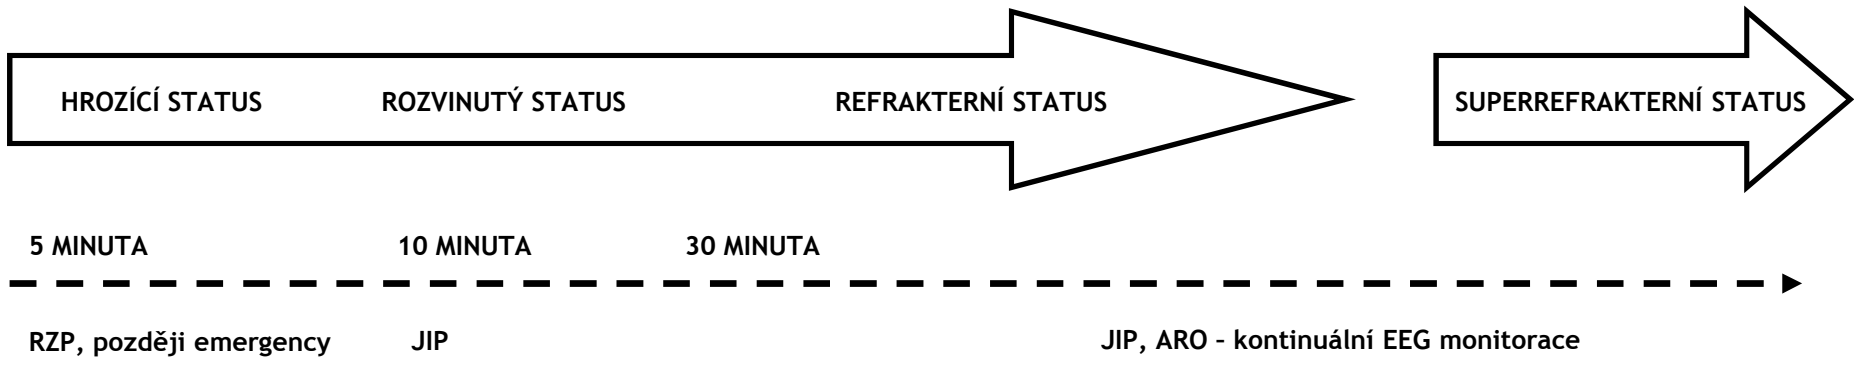 HROZÍCÍ STATUS ROZVINUTÝ STATUS REFRAKTERNÍ STATUS SUPERREFRAKTERNÍ STATUS
5 MINUTA 10 MINUTA 30 MINUTA
RZP, později emergency JIP JIP, ARO – kontinuální EEG monitorace